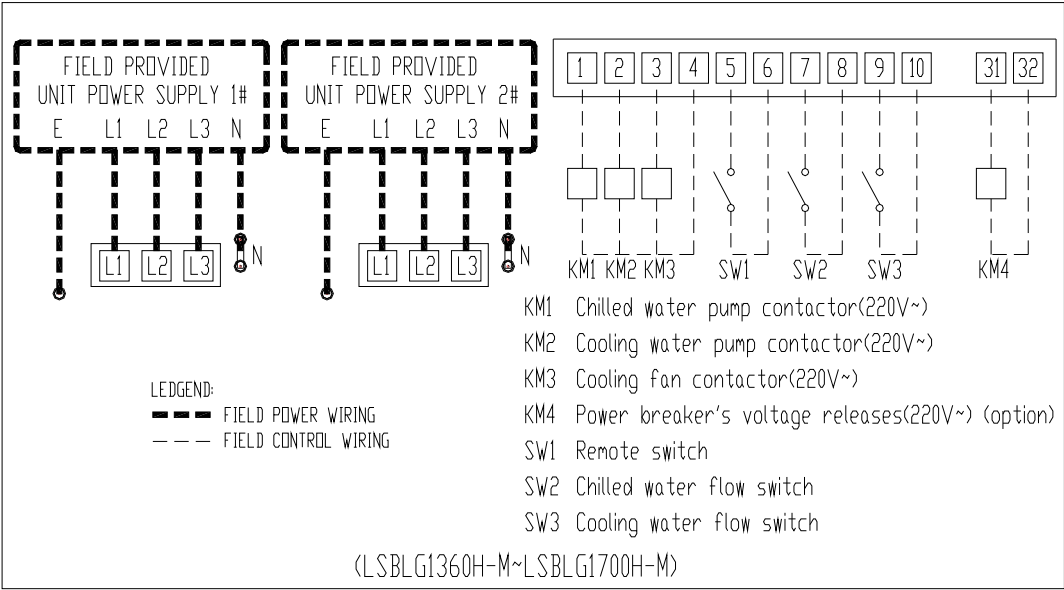 FIELD PROVIDED
UNIT POWER SUPPLY 1#
E L1 L2 L3 N
L1 L2 L3 N
FIELD PROVIDED
UNIT POWER SUPPLY 2#
E L1 L2 L3 N
L1 L2 L3 N
1 2 3 4 5 6 7 8 9 10 31 32
KM1 KM2 KM3 SW1 SW2 SW3 KM4
LEDGEND:
FIELD POWER WIRING
FIELD CONTROL WIRING
KM1 Chilled water pump contactor(220V~)
KM2 Cooling water pump contactor(220V~)
KM3 Cooling fan contactor(220V~)
KM4 Power breaker's voltage releases(220V~) (option)
SW1 Remote switch
SW2 Chilled water flow switch
SW3 Cooling water flow switch
(LSBLG1360H-M~LSBLG1700H-M)